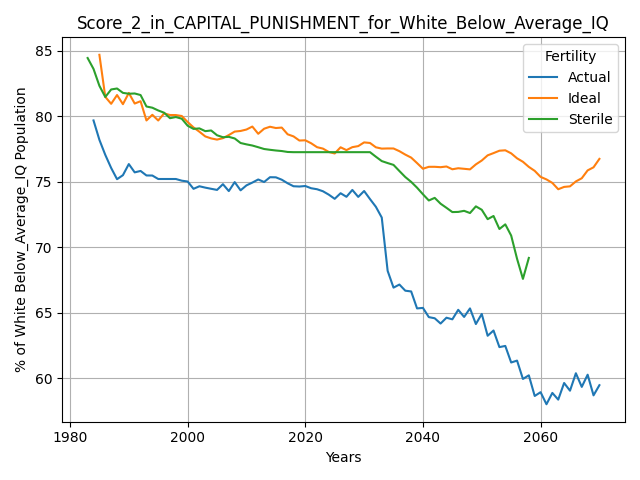 Score_2_in_CAPITAL_PUNISHMENT_for_White_Below_Average_IQ
% of White Below_Average_IQ Population
85
80
75
70
65
60
Fertility
Actual
Ideal
Sterile
1980 2000 2020 2040 2060
Years